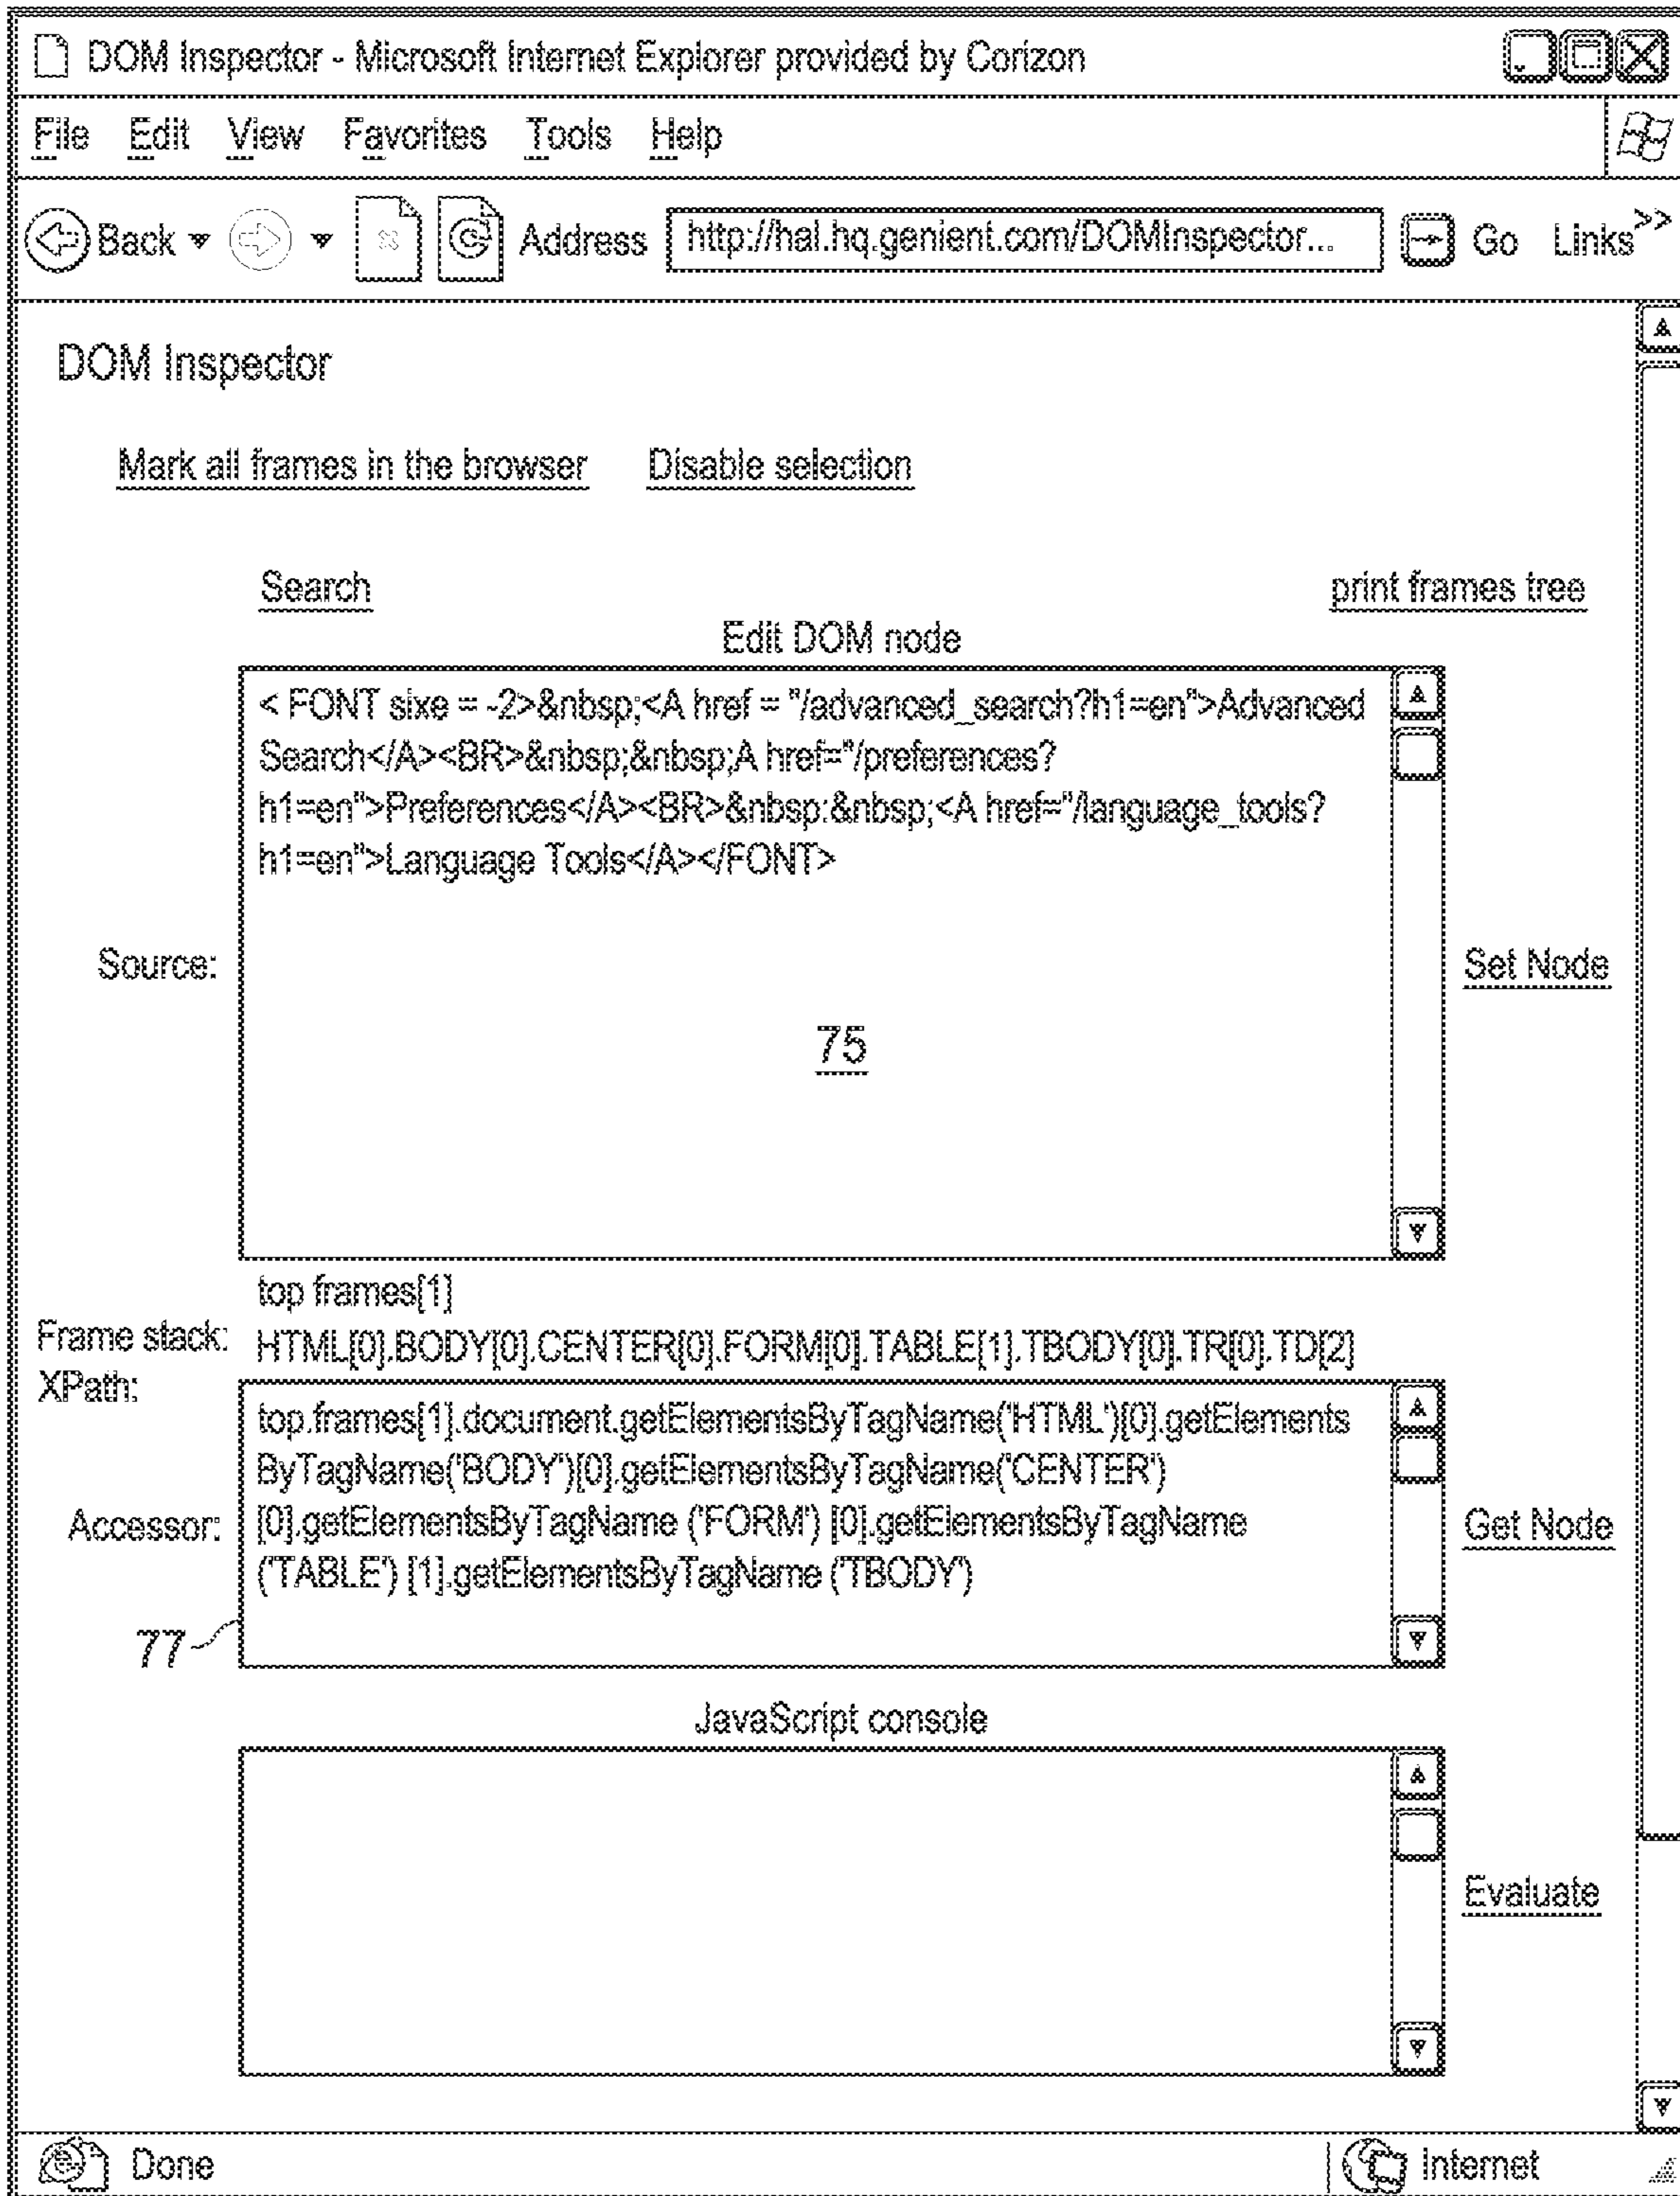 DOM Inspector - Microsoft Internet Explorer provided by Corizon
File Edit View Favorites Tools Help
Back Address http://hal.hq.genient.com/DOMInspector... Go Links >>
DOM Inspector
Mark all frames in the browser Disable selection
Search print frames tree
Edit DOM node
< FONT sixe = -2>&nbsp;<A href = "/advanced_search?h1=en">Advanced
Search</A><BR>&nbsp;&nbsp;A href="/preferences?
h1=en">Preferences</A><BR>&nbsp:&nbsp;<A href="/language_tools?
h1=en">Language Tools</A></FONT>
Source: Set Node
75
top frames[1]
Frame stack: HTML[0].BODY[0].CENTER[0].FORM[0].TABLE[1].TBODY[0].TR[0].TD[2]
XPath:
top.frames[1].document.getElementsByTagName('HTML')[0].getElements
ByTagName('BODY')[0].getElementsByTagName('CENTER')
Accessor: [0].getElementsByTagName ('FORM') [0].getElementsByTagName Get Node
('TABLE') [1].getElementsByTagName ('TBODY')
77
JavaScript console
Evaluate
Done Internet